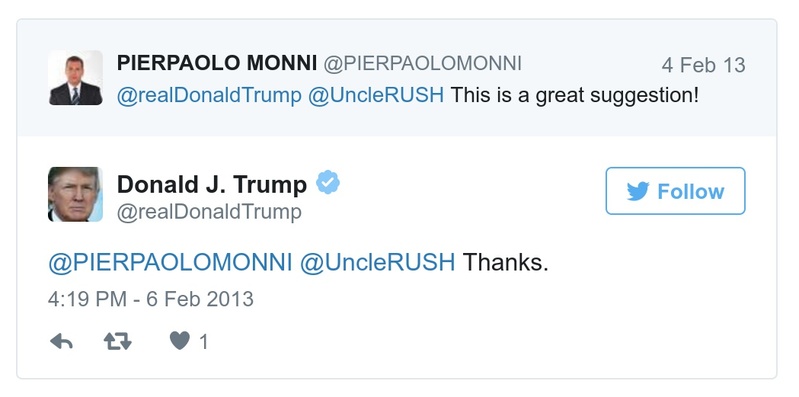 PIERPAOLO MONNI @PIERPAOLOMONNI 4 Feb 13
@realDonaldTrump @UncleRUSH This is a great suggestion!
Donald J. Trump
@realDonaldTrump
Follow
@PIERPAOLOMONNI @UncleRUSH Thanks.
4:19 PM - 6 Feb 2013
1